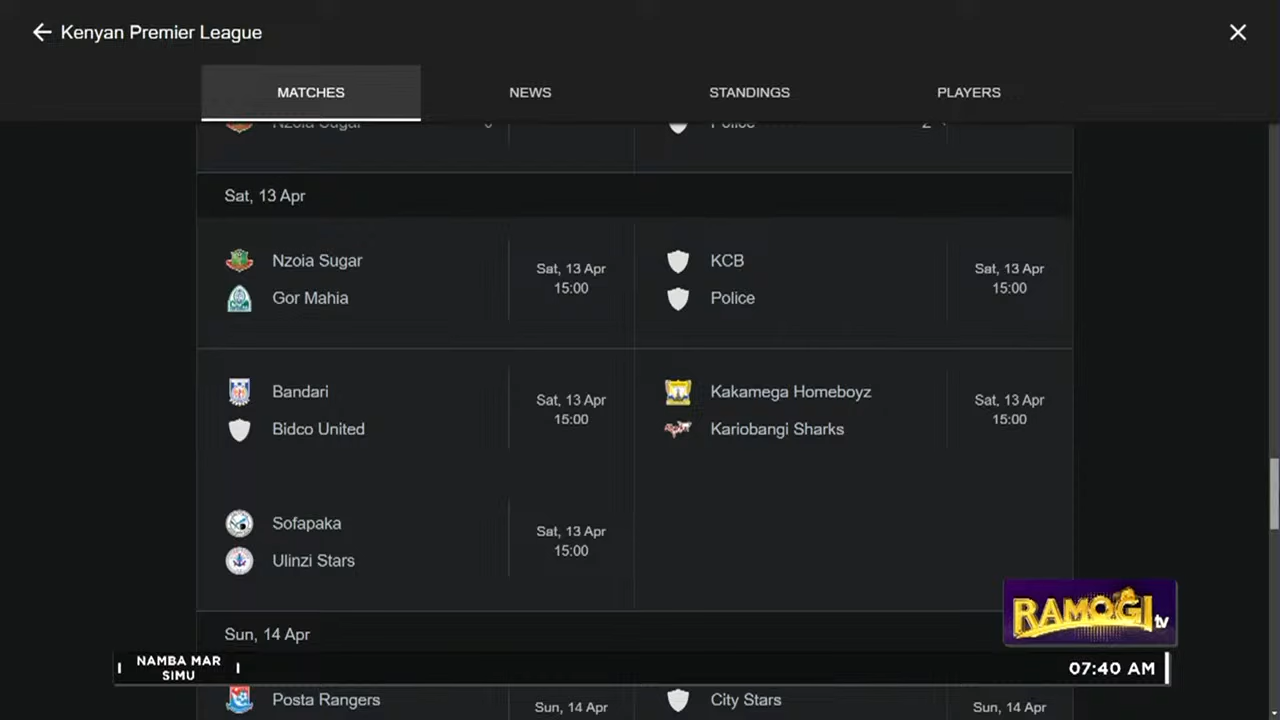 Kenyan Premier League
MATCHES
NEWS
STANDINGS
PLAYERS
Nzoia Sugar
Police
Sat, 13 Apr
Nzoia Sugar
Gor Mahia
Sat, 13 Apr
15:00
KCB
Police
Sat, 13 Apr
15:00
Bandari
Bidco United
Sat, 13 Apr
15:00
Kakamega Homeboyz
Kariobangi Sharks
Sat, 13 Apr
15:00
Sofapaka
Ulinzi Stars
Sat, 13 Apr
15:00
RAMOGI tv
Sun, 14 Apr
NAMBA MAR
SIMU
07:40 AM
Posta Rangers
Sun, 14 Apr
City Stars
Sun, 14 Apr